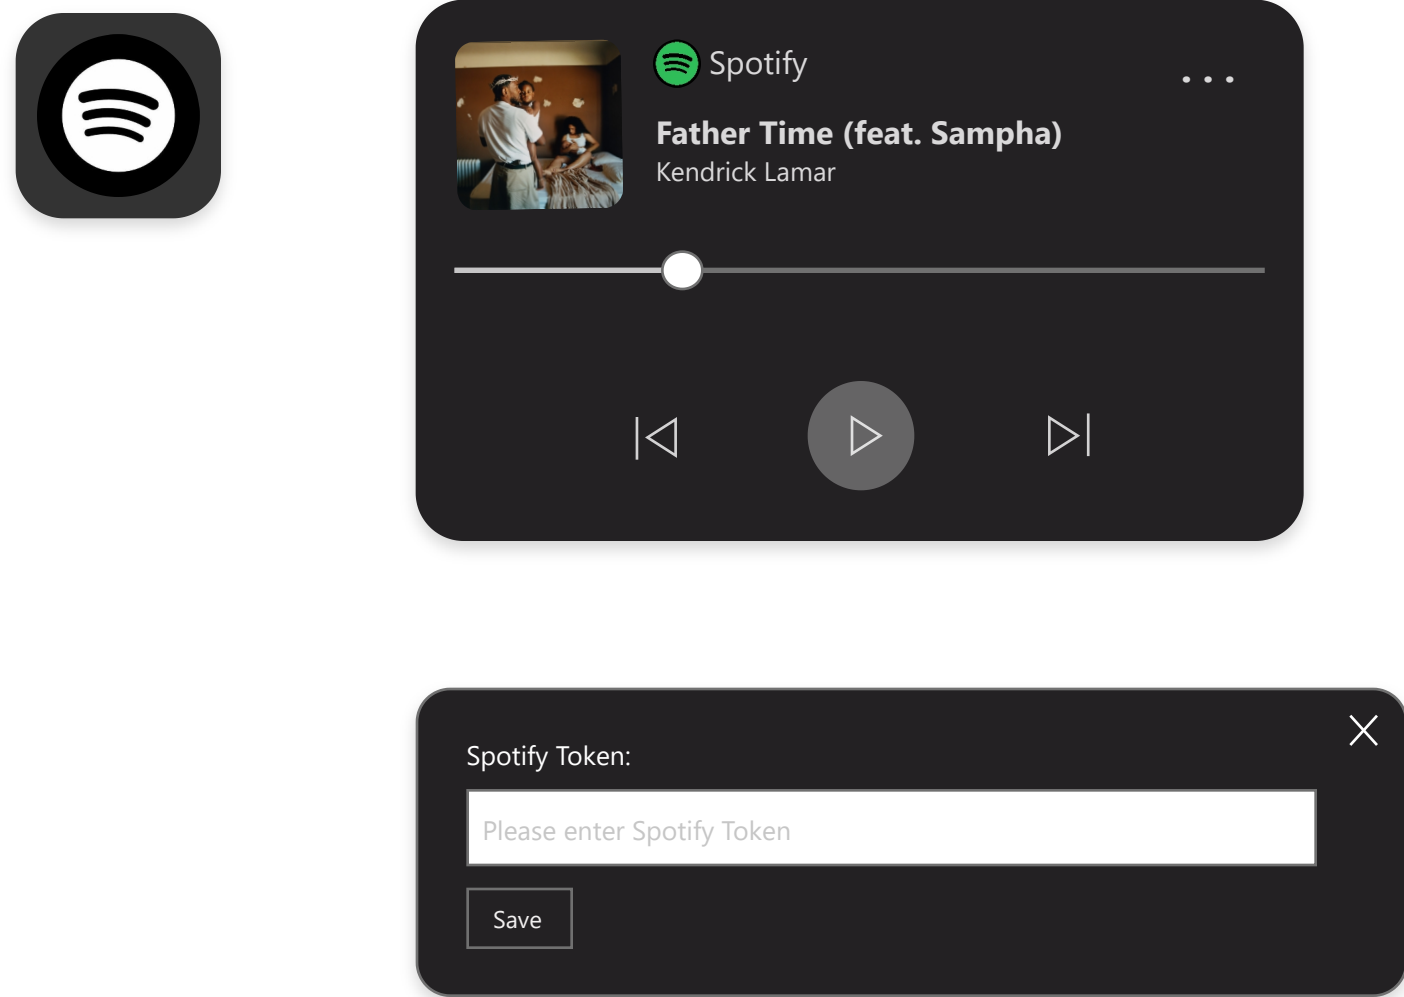 Spotify
Father Time (feat. Sampha)
Kendrick Lamar
Spotify Token:
Please enter Spotify Token
Save